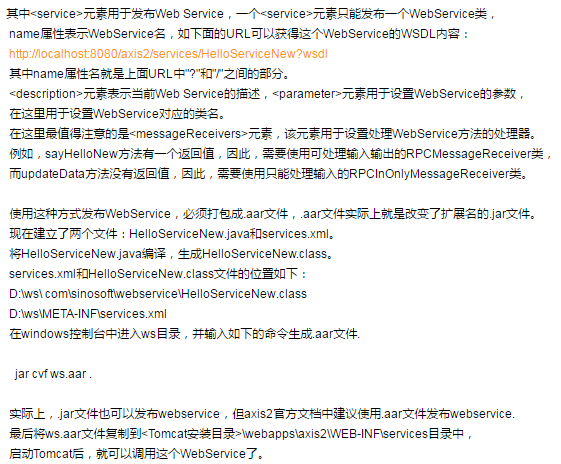 其中<service>元素用于发布Web Service，一个<service>元素只能发布一个WebService类，
name属性表示WebService名，如下面的URL可以获得这个WebService的WSDL内容：
http://localhost:8080/axis2/services/HelloServiceNew?wsdl
其中name属性名就是上面URL中"?"和"/"之间的部分。
<description>元素表示当前Web Service的描述，<parameter>元素用于设置WebService的参数，
在这里用于设置WebService对应的类名。
在这里最值得注意的是<messageReceivers>元素，该元素用于设置处理WebService方法的处理器。
例如，sayHelloNew方法有一个返回值，因此，需要使用可处理输入输出的RPCMessageReceiver类，
而updateData方法没有返回值，因此，需要使用只能处理输入的RPCInOnlyMessageReceiver类。
使用这种方式发布WebService，必须打包成.aar文件，.aar文件实际上就是改变了扩展名的.jar文件。
现在建立了两个文件：HelloServiceNew.java和services.xml。
将HelloServiceNew.java编译，生成HelloServiceNew.class。
services.xml和HelloServiceNew.class文件的位置如下：
D:\ws\ com\sinosoft\webservice\HelloServiceNew.class
D:\ws\META-INF\services.xml
在windows控制台中进入ws目录，并输入如下的命令生成.aar文件.
jar cvf ws.aar .
实际上，.jar文件也可以发布webservice，但axis2官方文档中建议使用.aar文件发布webservice.
最后将ws.aar文件复制到<Tomcat安装目录>\webapps\axis2\WEB-INF\services目录中，
启动Tomcat后，就可以调用这个WebService了。